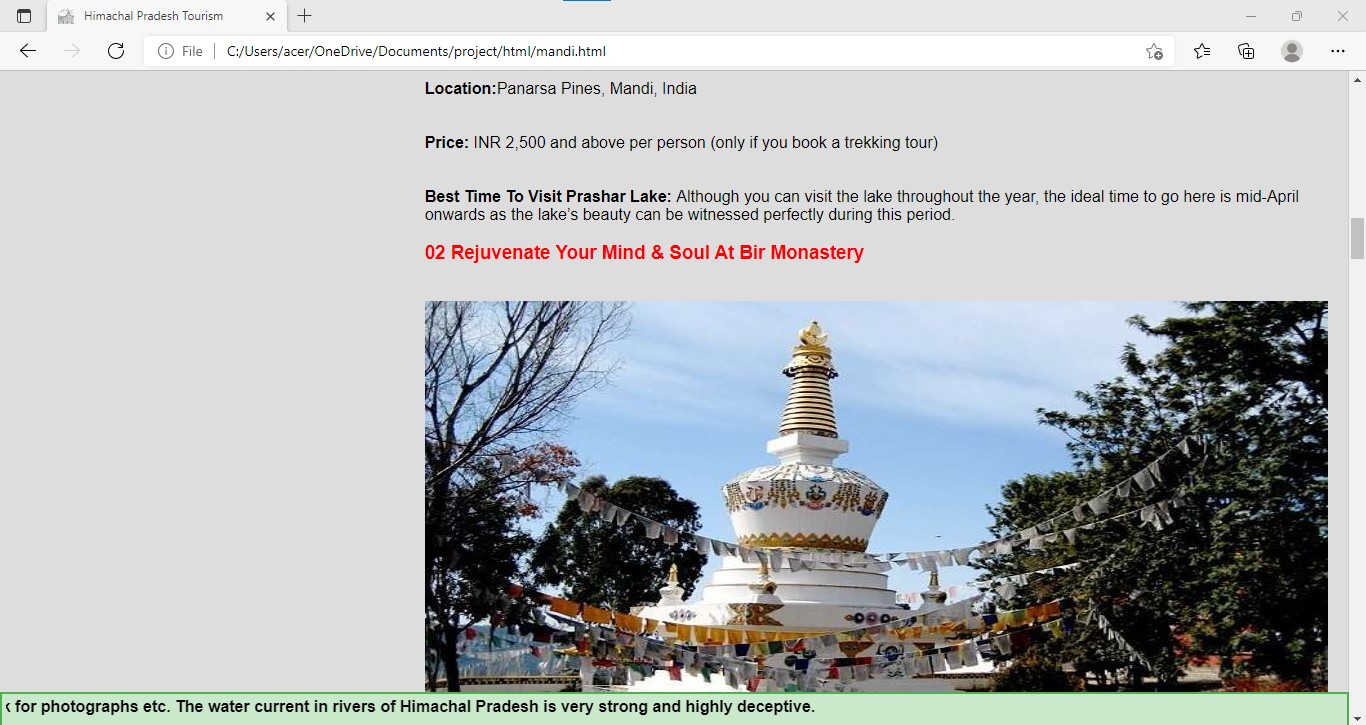 Himachal Pradesh Tourism
File
C:/Users/acer/OneDrive/Documents/project/html/mandi.html
Location:Panarsa Pines, Mandi, India
Price: INR 2,500 and above per person (only if you book a trekking tour)
Best Time To Visit Prashar Lake: Although you can visit the lake throughout the year, the ideal time to go here is mid-April
onwards as the lake’s beauty can be witnessed perfectly during this period.
02 Rejuvenate Your Mind & Soul At Bir Monastery
for photographs etc. The water current in rivers of Himachal Pradesh is very strong and highly deceptive.